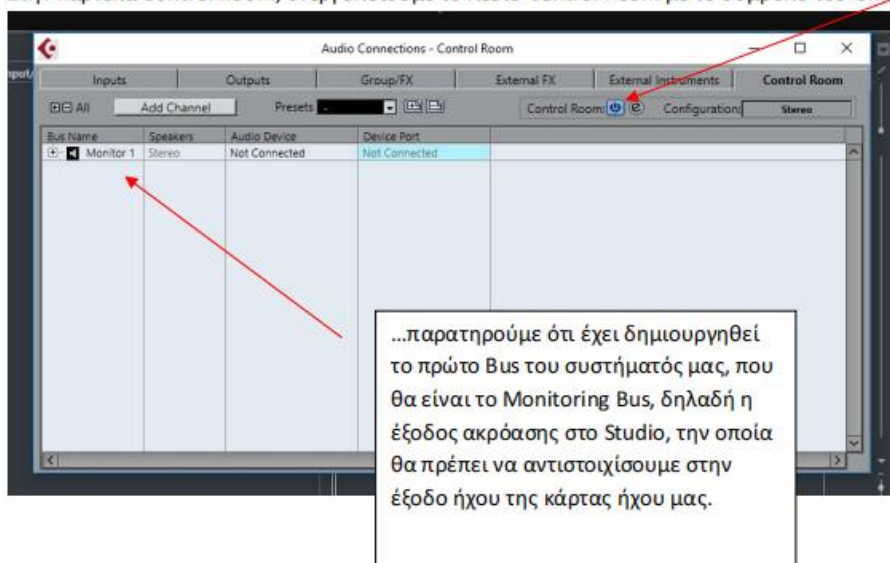 Audio Connections - Control Room
Inputs Outputs Group/FX External FX External Instruments Control Room
All Add Channel Presets - Control Room: e Configuration: Stereo
Bus Name Speakers Audio Device Device Port
Monitor 1 Stereo Not Connected Not Connected
...παρατηρούμε ότι έχει δημιουργηθεί
το πρώτο Bus του συστήματός μας, που
θα είναι το Monitoring Bus, δηλαδή η
έξοδος ακρόασης στο Studio, την οποία
θα πρέπει να αντιστοιχίσουμε στην
έξοδο ήχου της κάρτας ήχου μας.